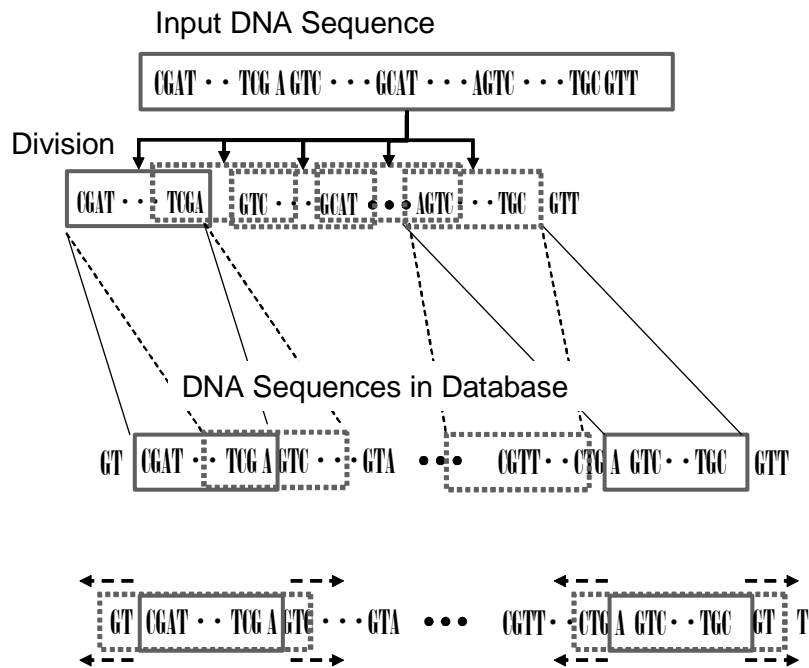 Input DNA Sequence
CGAT ·· TCG A GTC ···GCAT ···AGTC ···TGC GTT
Division
CGAT ··· TCGA GTC ···GCAT ●●● AGTC ···TGC GTT
DNA Sequences in Database
GT CGAT ·· TCG A GTC ···GTA ●●● CGTT ··CTG A GTC ··TGC GTT
GT CGAT ·· TCG A GTC ···GTA ●●● CGTT ··CTG A GTC ··TGC GT T